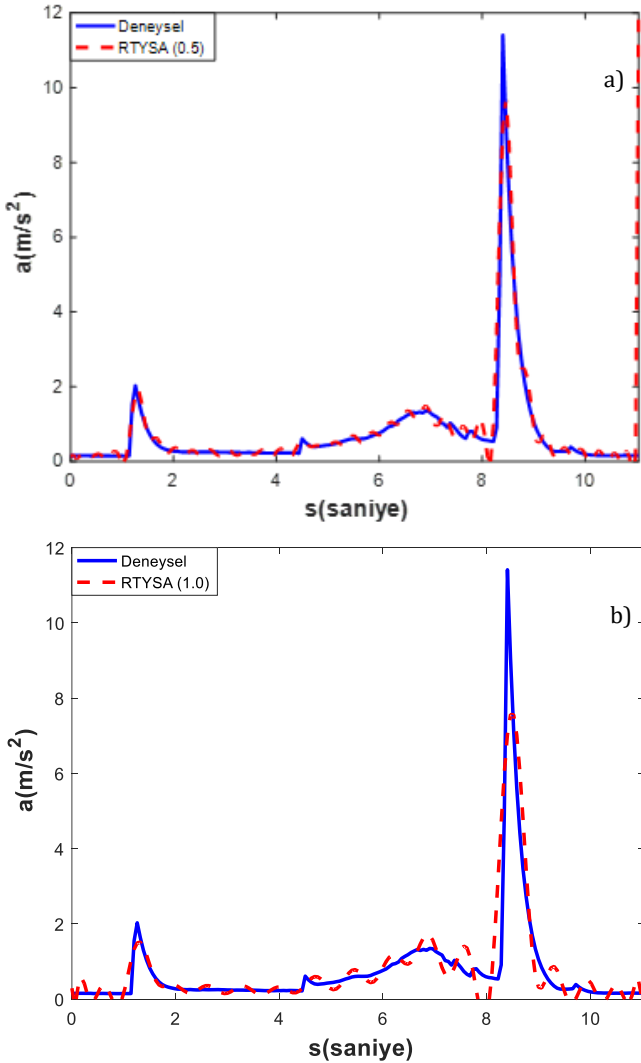 12
10
8
6
4
2
0
a(m/s²)
Deneysel
RTYSA (0.5)
a)
0 2 4 6 8 10
s(saniye)
12
10
8
6
4
2
0
a(m/s²)
Deneysel
RTYSA (1.0)
b)
0 2 4 6 8 10
s(saniye)